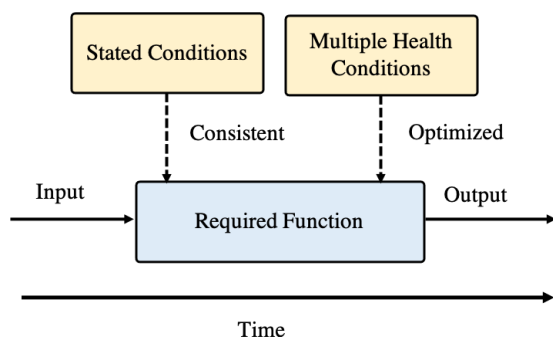 Stated Conditions
Multiple Health
Conditions
Consistent
Optimized
Input
Required Function
Output
Time